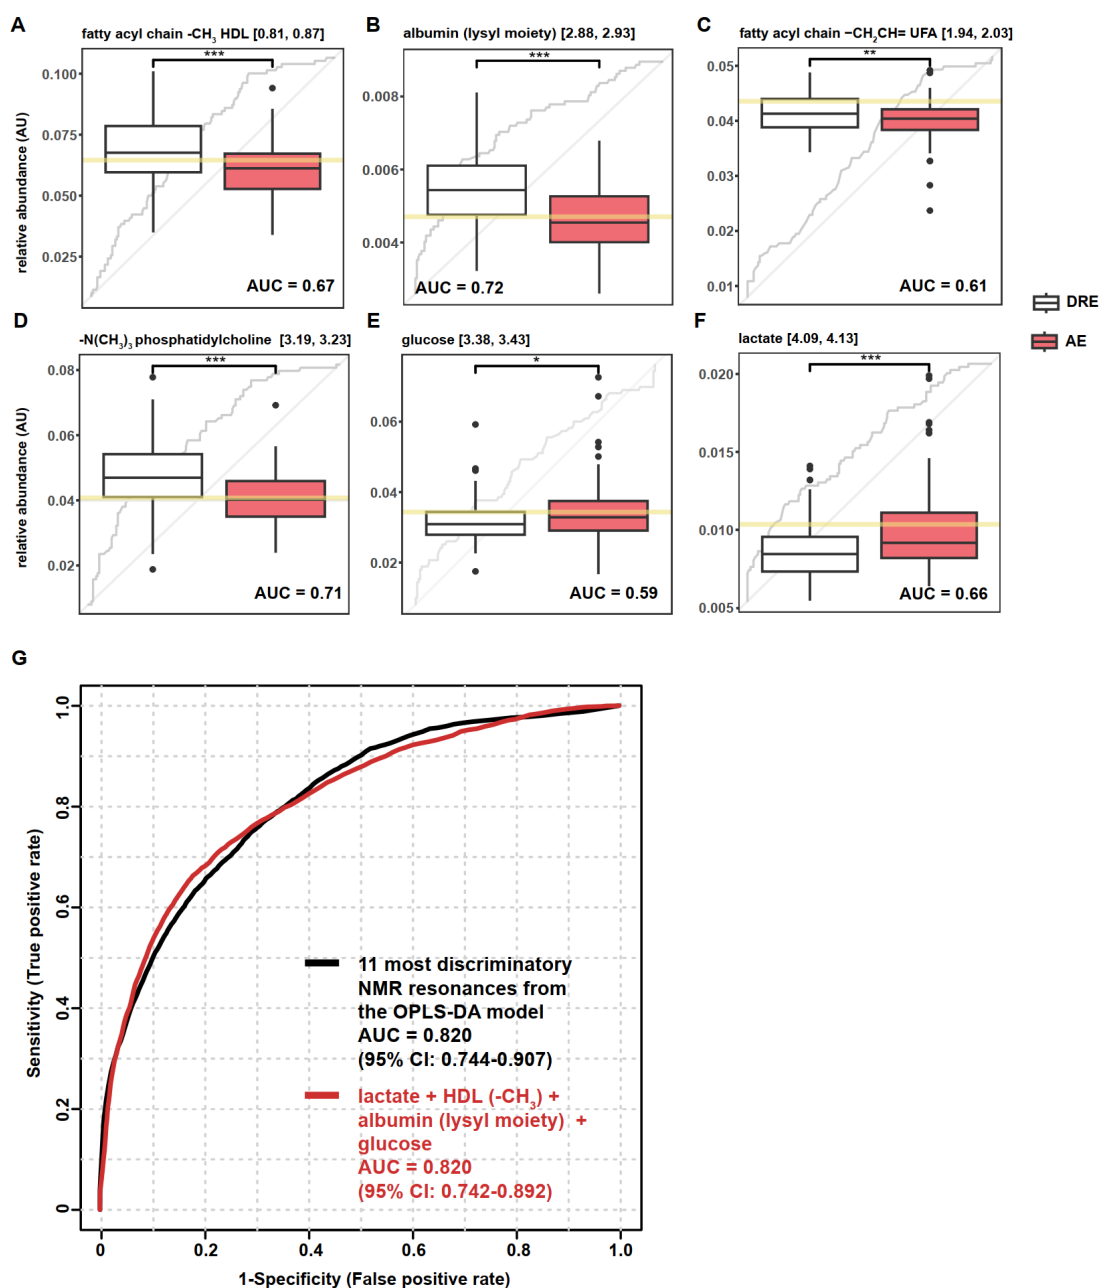 A
fatty acyl chain -CH₃ HDL [0.81, 0.87]
***
0.100
0.075
0.050
0.025
relative abundance (AU)
AUC = 0.67
B
albumin (lysyl moiety) [2.88, 2.93]
***
0.008
0.006
0.004
AUC = 0.72
C
fatty acyl chain −CH₂CH= UFA [1.94, 2.03]
**
0.05
0.04
0.03
0.02
0.01
AUC = 0.61
DRE
AE
D
-N(CH₃)₃ phosphatidylcholine [3.19, 3.23]
***
0.08
0.06
0.04
0.02
relative abundance (AU)
AUC = 0.71
E
glucose [3.38, 3.43]
*
0.06
0.04
0.02
AUC = 0.59
F
lactate [4.09, 4.13]
***
0.020
0.015
0.010
0.005
AUC = 0.66
G
1.0
0.8
0.6
0.4
0.2
0
Sensitivity (True positive rate)
11 most discriminatory
NMR resonances from
the OPLS-DA model
AUC = 0.820
(95% CI: 0.744-0.907)
lactate + HDL (-CH₃) +
albumin (lysyl moiety) +
glucose
AUC = 0.820
(95% CI: 0.742-0.892)
0 0.2 0.4 0.6 0.8 1.0
1-Specificity (False positive rate)